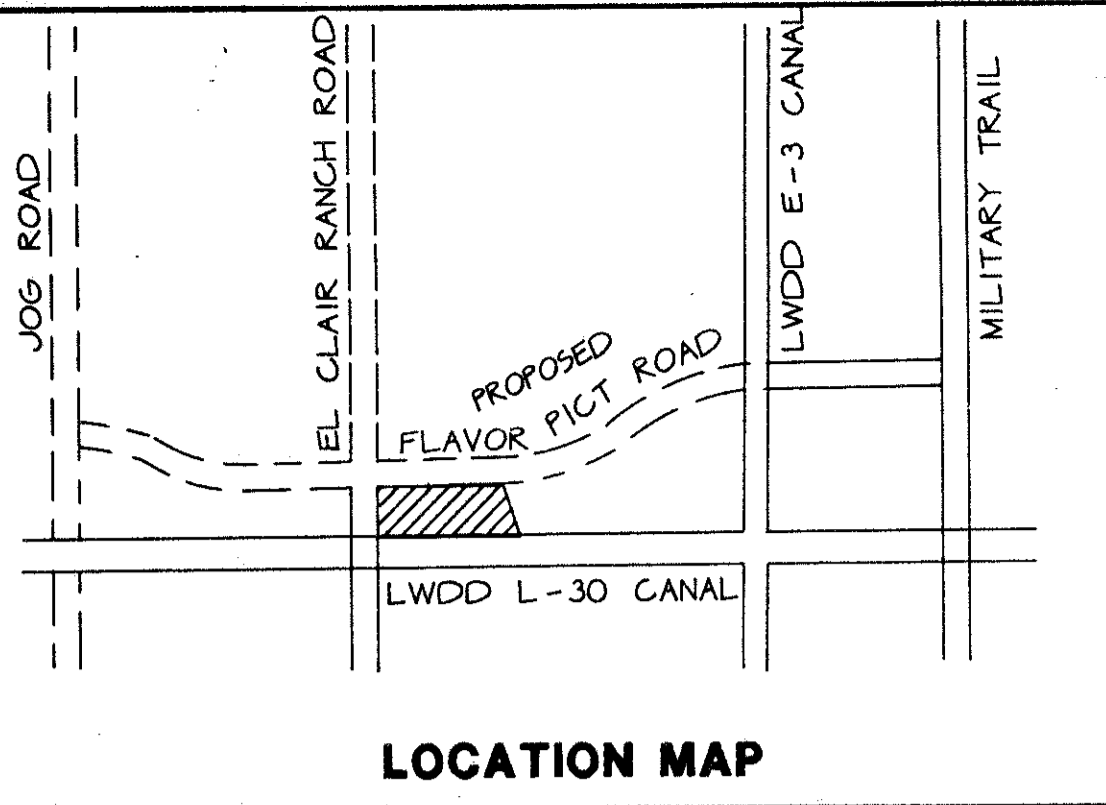 JOG ROAD
EL CLAIR RANCH ROAD
PROPOSED
FLAVOR PICT ROAD
LWDD E-3 CANAL
MILITARY TRAIL
LWDD L-30 CANAL
LOCATION MAP